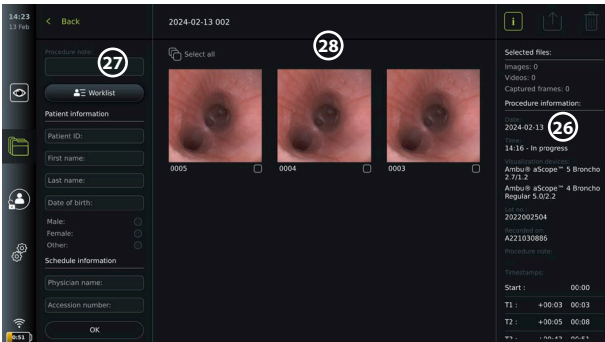 14:23
13 Feb
0:51
Back
Procedure note:
27
Worklist
Patient information
Patient ID:
First name:
Last name:
Date of birth:
Male:
Female:
Other:
Schedule information
Physician name:
Accession number:
OK
2024-02-13 002
28
Select all
0005
0004
0003
i
Selected files:
Images: 0
Videos: 0
Captured frames: 0
Procedure information:
26
Date:
2024-02-13
Time:
14:16 - In progress
Visualization devices:
Ambu® aScope™ 5 Broncho
2.7/1.2
Ambu® aScope™ 4 Broncho
Regular 5.0/2.2
Lot no.:
2022002504
Recorded on:
A221030886
Procedure note:
Timestamps:
Start : 00:00
T1 : +00:03 00:03
T2 : +00:05 00:08